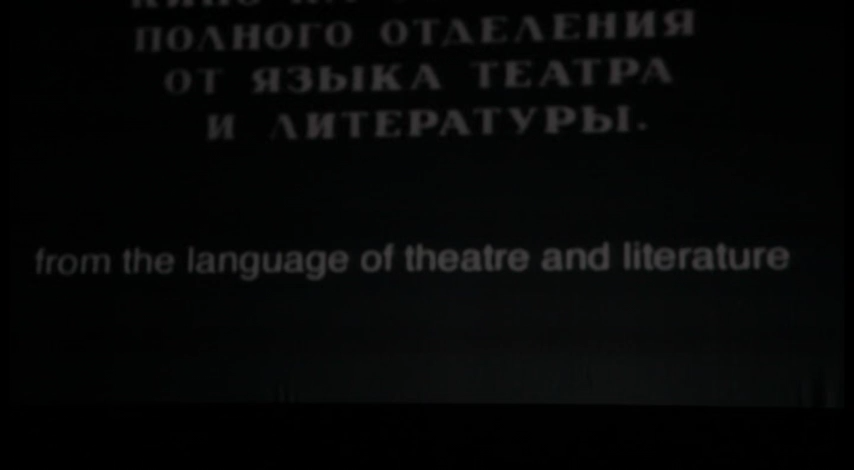 ПОЛНОГО ОТДЕЛЕНИЯ
ОТ ЯЗЫКА ТЕАТРА
И ЛИТЕРАТУРЫ.
from the language of theatre and literature